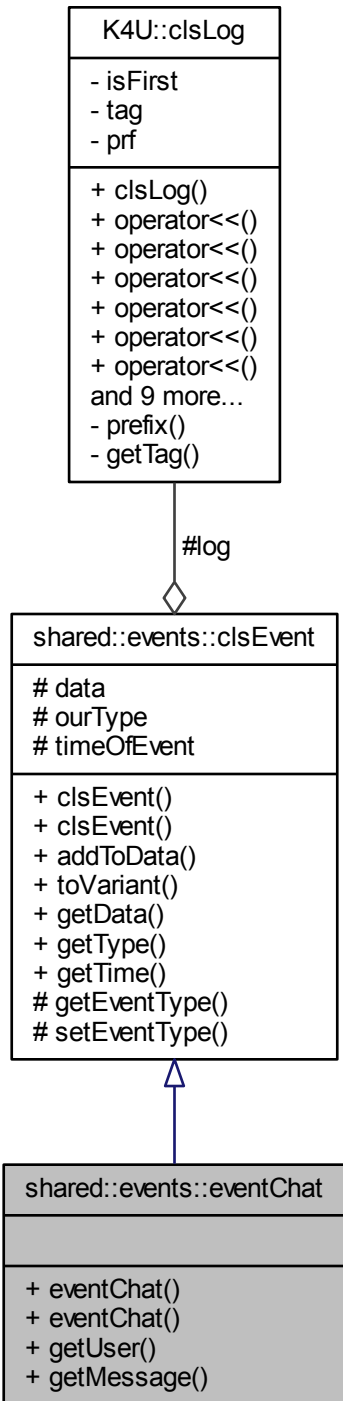 K4U::clsLog
- isFirst
- tag
- prf
+ clsLog()
+ operator<<()
+ operator<<()
+ operator<<()
+ operator<<()
+ operator<<()
+ operator<<()
and 9 more...
- prefix()
- getTag()
#log
shared::events::clsEvent
# data
# ourType
# timeOfEvent
+ clsEvent()
+ clsEvent()
+ addToData()
+ toVariant()
+ getData()
+ getType()
+ getTime()
# getEventType()
# setEventType()
shared::events::eventChat
+ eventChat()
+ eventChat()
+ getUser()
+ getMessage()